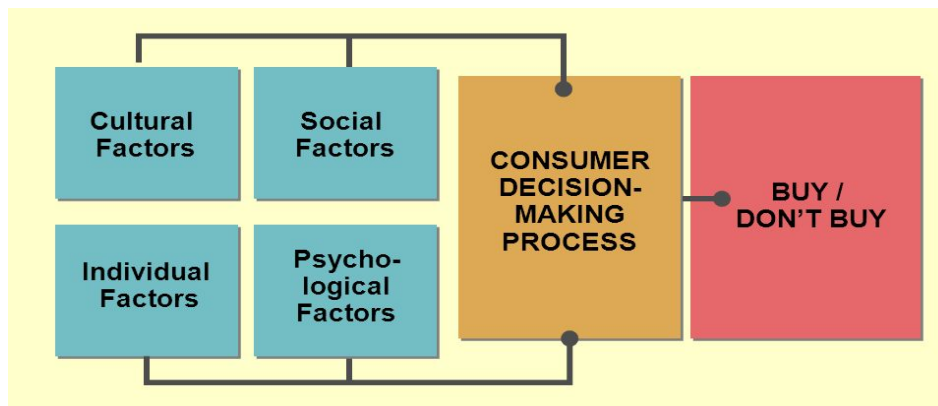 Cultural
Factors
Social
Factors
Individual
Factors
Psycho-
logical
Factors
CONSUMER
DECISION-
MAKING
PROCESS
BUY /
DON'T BUY